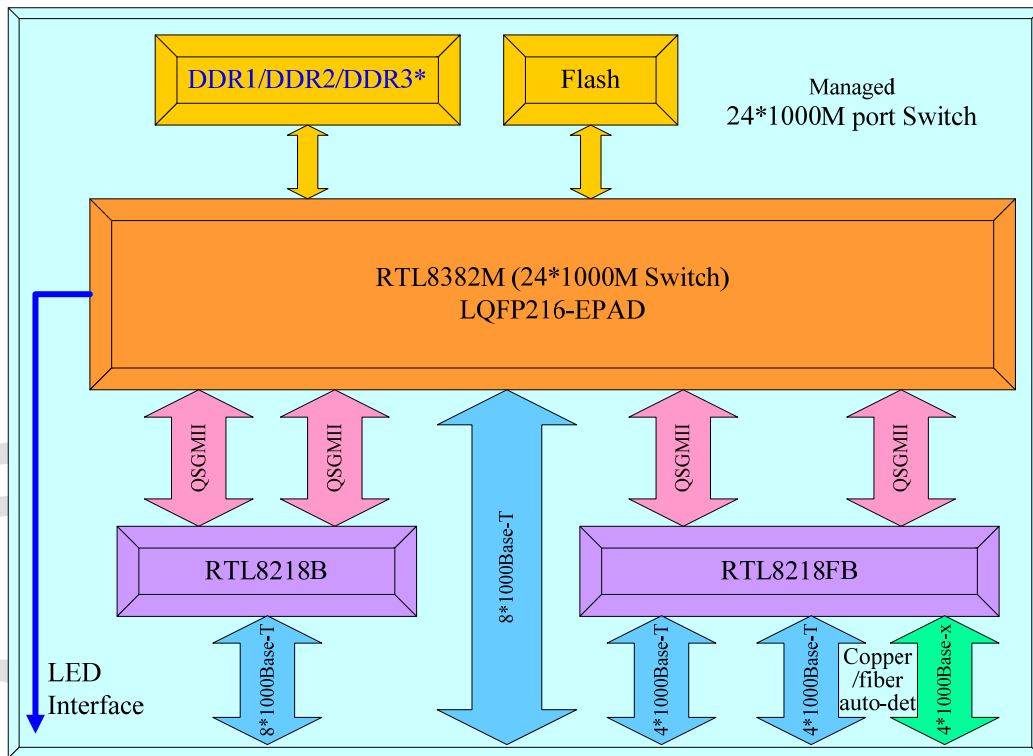 DDR1/DDR2/DDR3*
Flash
Managed
24*1000M port Switch
RTL8382M (24*1000M Switch)
LQFP216-EPAD
QSGMII
QSGMII
8*1000Base-T
QSGMII
QSGMII
RTL8218B
RTL8218FB
LED
Interface
8*1000Base-T
4*1000Base-T
4*1000Base-T
Copper
/fiber
auto-det
4*1000Base-x